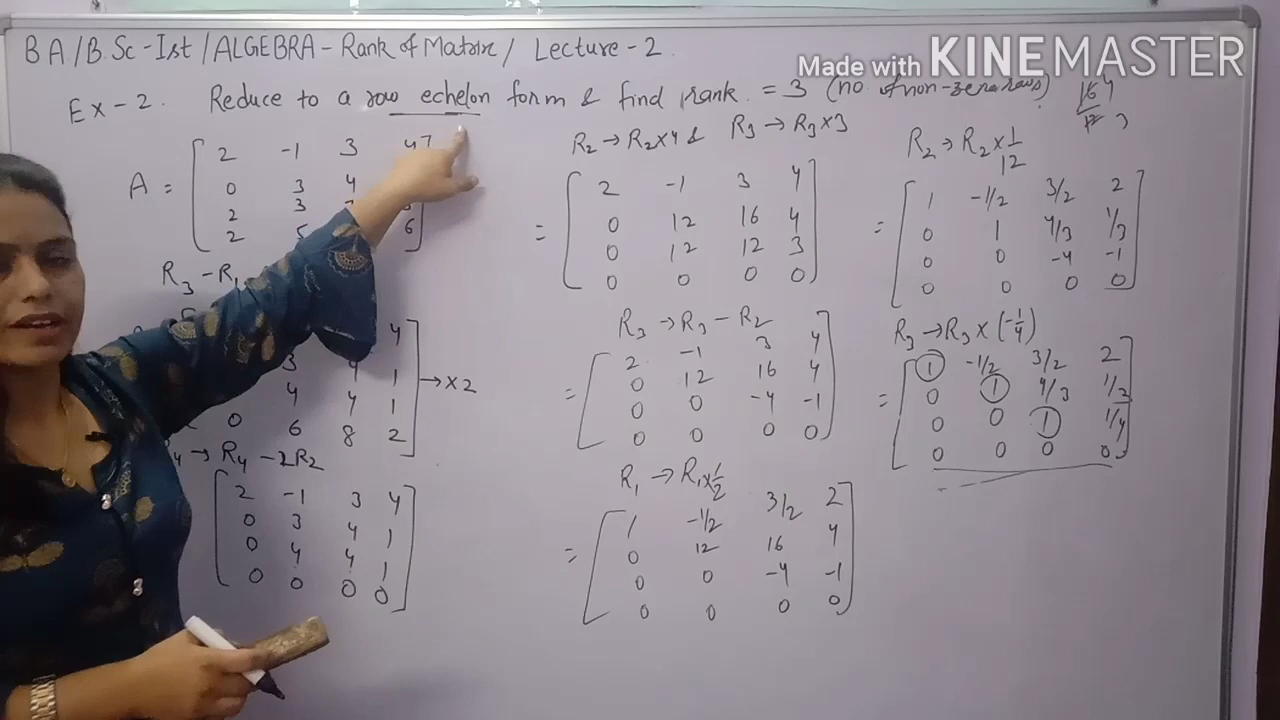 BA/B.Sc-Ist/ALGEBRA-Rank of Matrix/ Lecture-2
Made with KINEMASTER
Ex-2. Reduce to a row echelon form & find rank. = 3 (no of non-zero rows)
A = [ 2 -1 3 4
0 3 4
2 3
2 5 6 ]
R3 - R1
4
3 4 1
4 4 1
0 6 8 2 ] → x2
R4 → R4 - 2R2
[ 2 -1 3 4
0 3 4 1
0 4 4 1
0 0 0 0 ]
R2 → R2 x 4 & R3 → R3 x 3
= [ 2 -1 3 4
0 12 16 4
0 12 12 3
0 0 0 0 ]
R3 → R3 - R2
= [ 2 -1 3 4
0 12 16 4
0 0 -4 -1
0 0 0 0 ]
R1 → R1 x 1/2
= [ 1 -1/2 3/2 2
0 12 16 4
0 0 -4 -1
0 0 0 0 ]
R2 → R2 x 1/12
= [ 1 -1/2 3/2 2
0 1 4/3 1/3
0 0 -4 -1
0 0 0 0 ]
R3 → R3 x (-1/4)
= [ 1 -1/2 3/2 2
0 1 4/3 1/3
0 0 1 1/4
0 0 0 0 ]